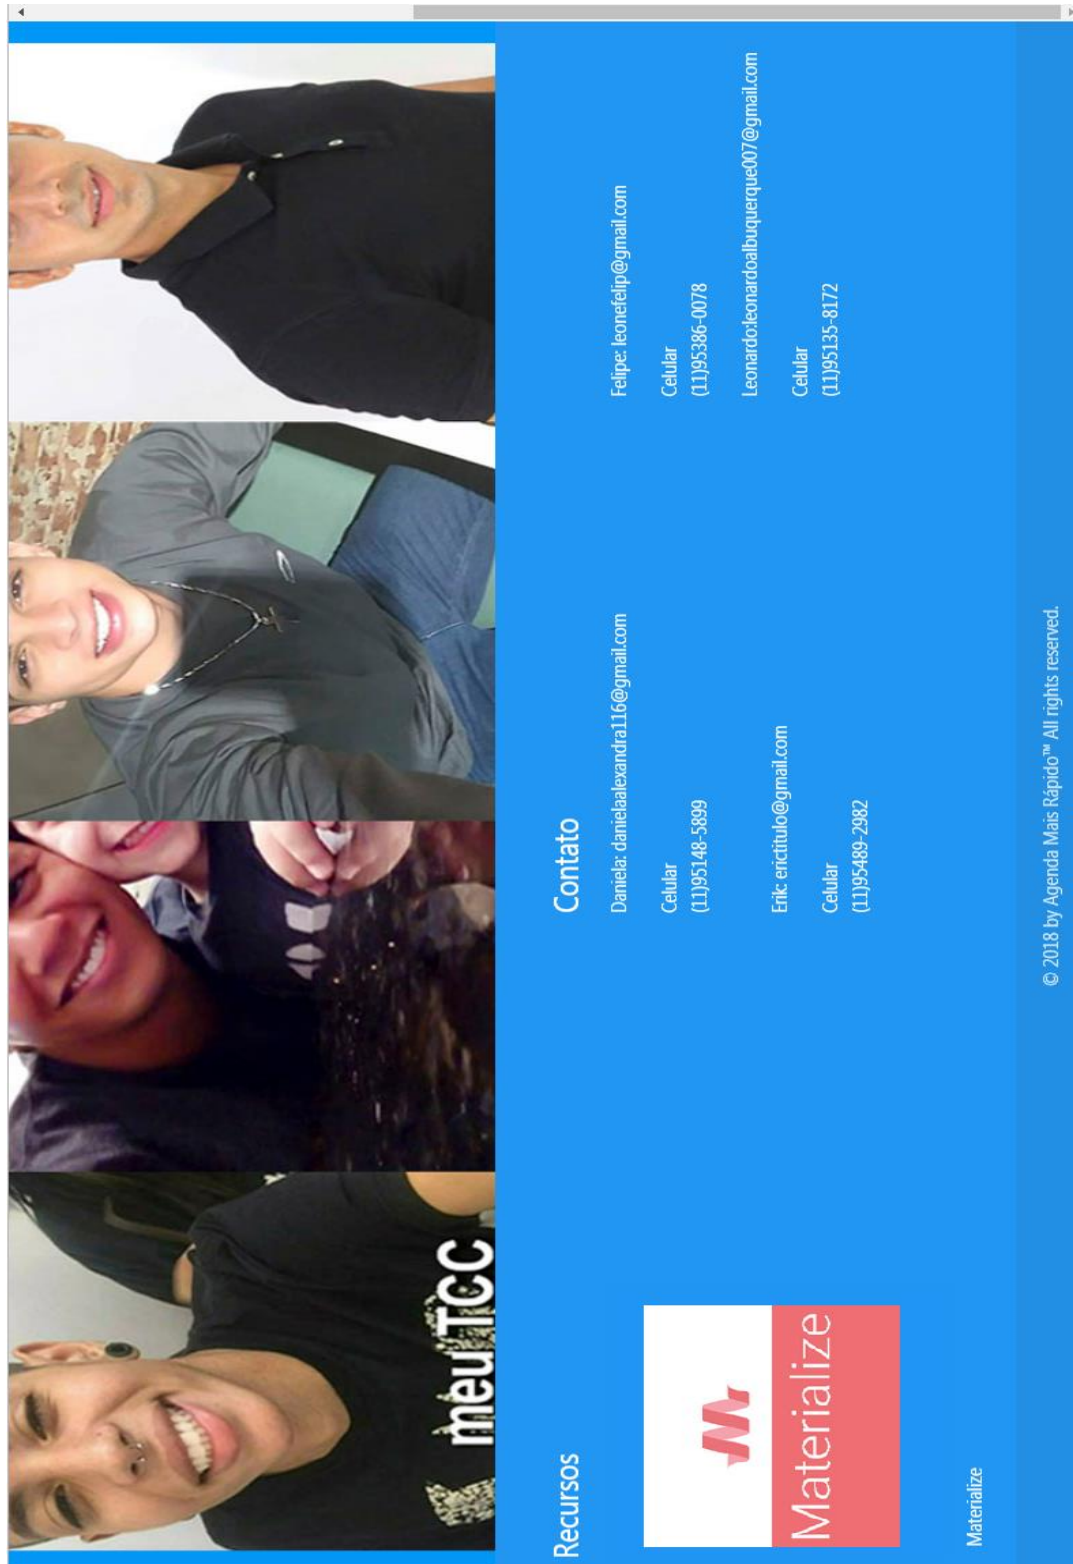 meuTCC
Recursos
Materialize
Materialize
Contato
Daniela: danielaalexandra116@gmail.com
Celular
(11)95148-5899
Erik: erictitulo@gmail.com
Celular
(11)95489-2982
Felipe: leonefelip@gmail.com
Celular
(11)95386-0078
Leonardo:leonardoalbuquerque007@gmail.com
Celular
(11)95135-8172
© 2018 by Agenda Mais Rápido™ All rights reserved.